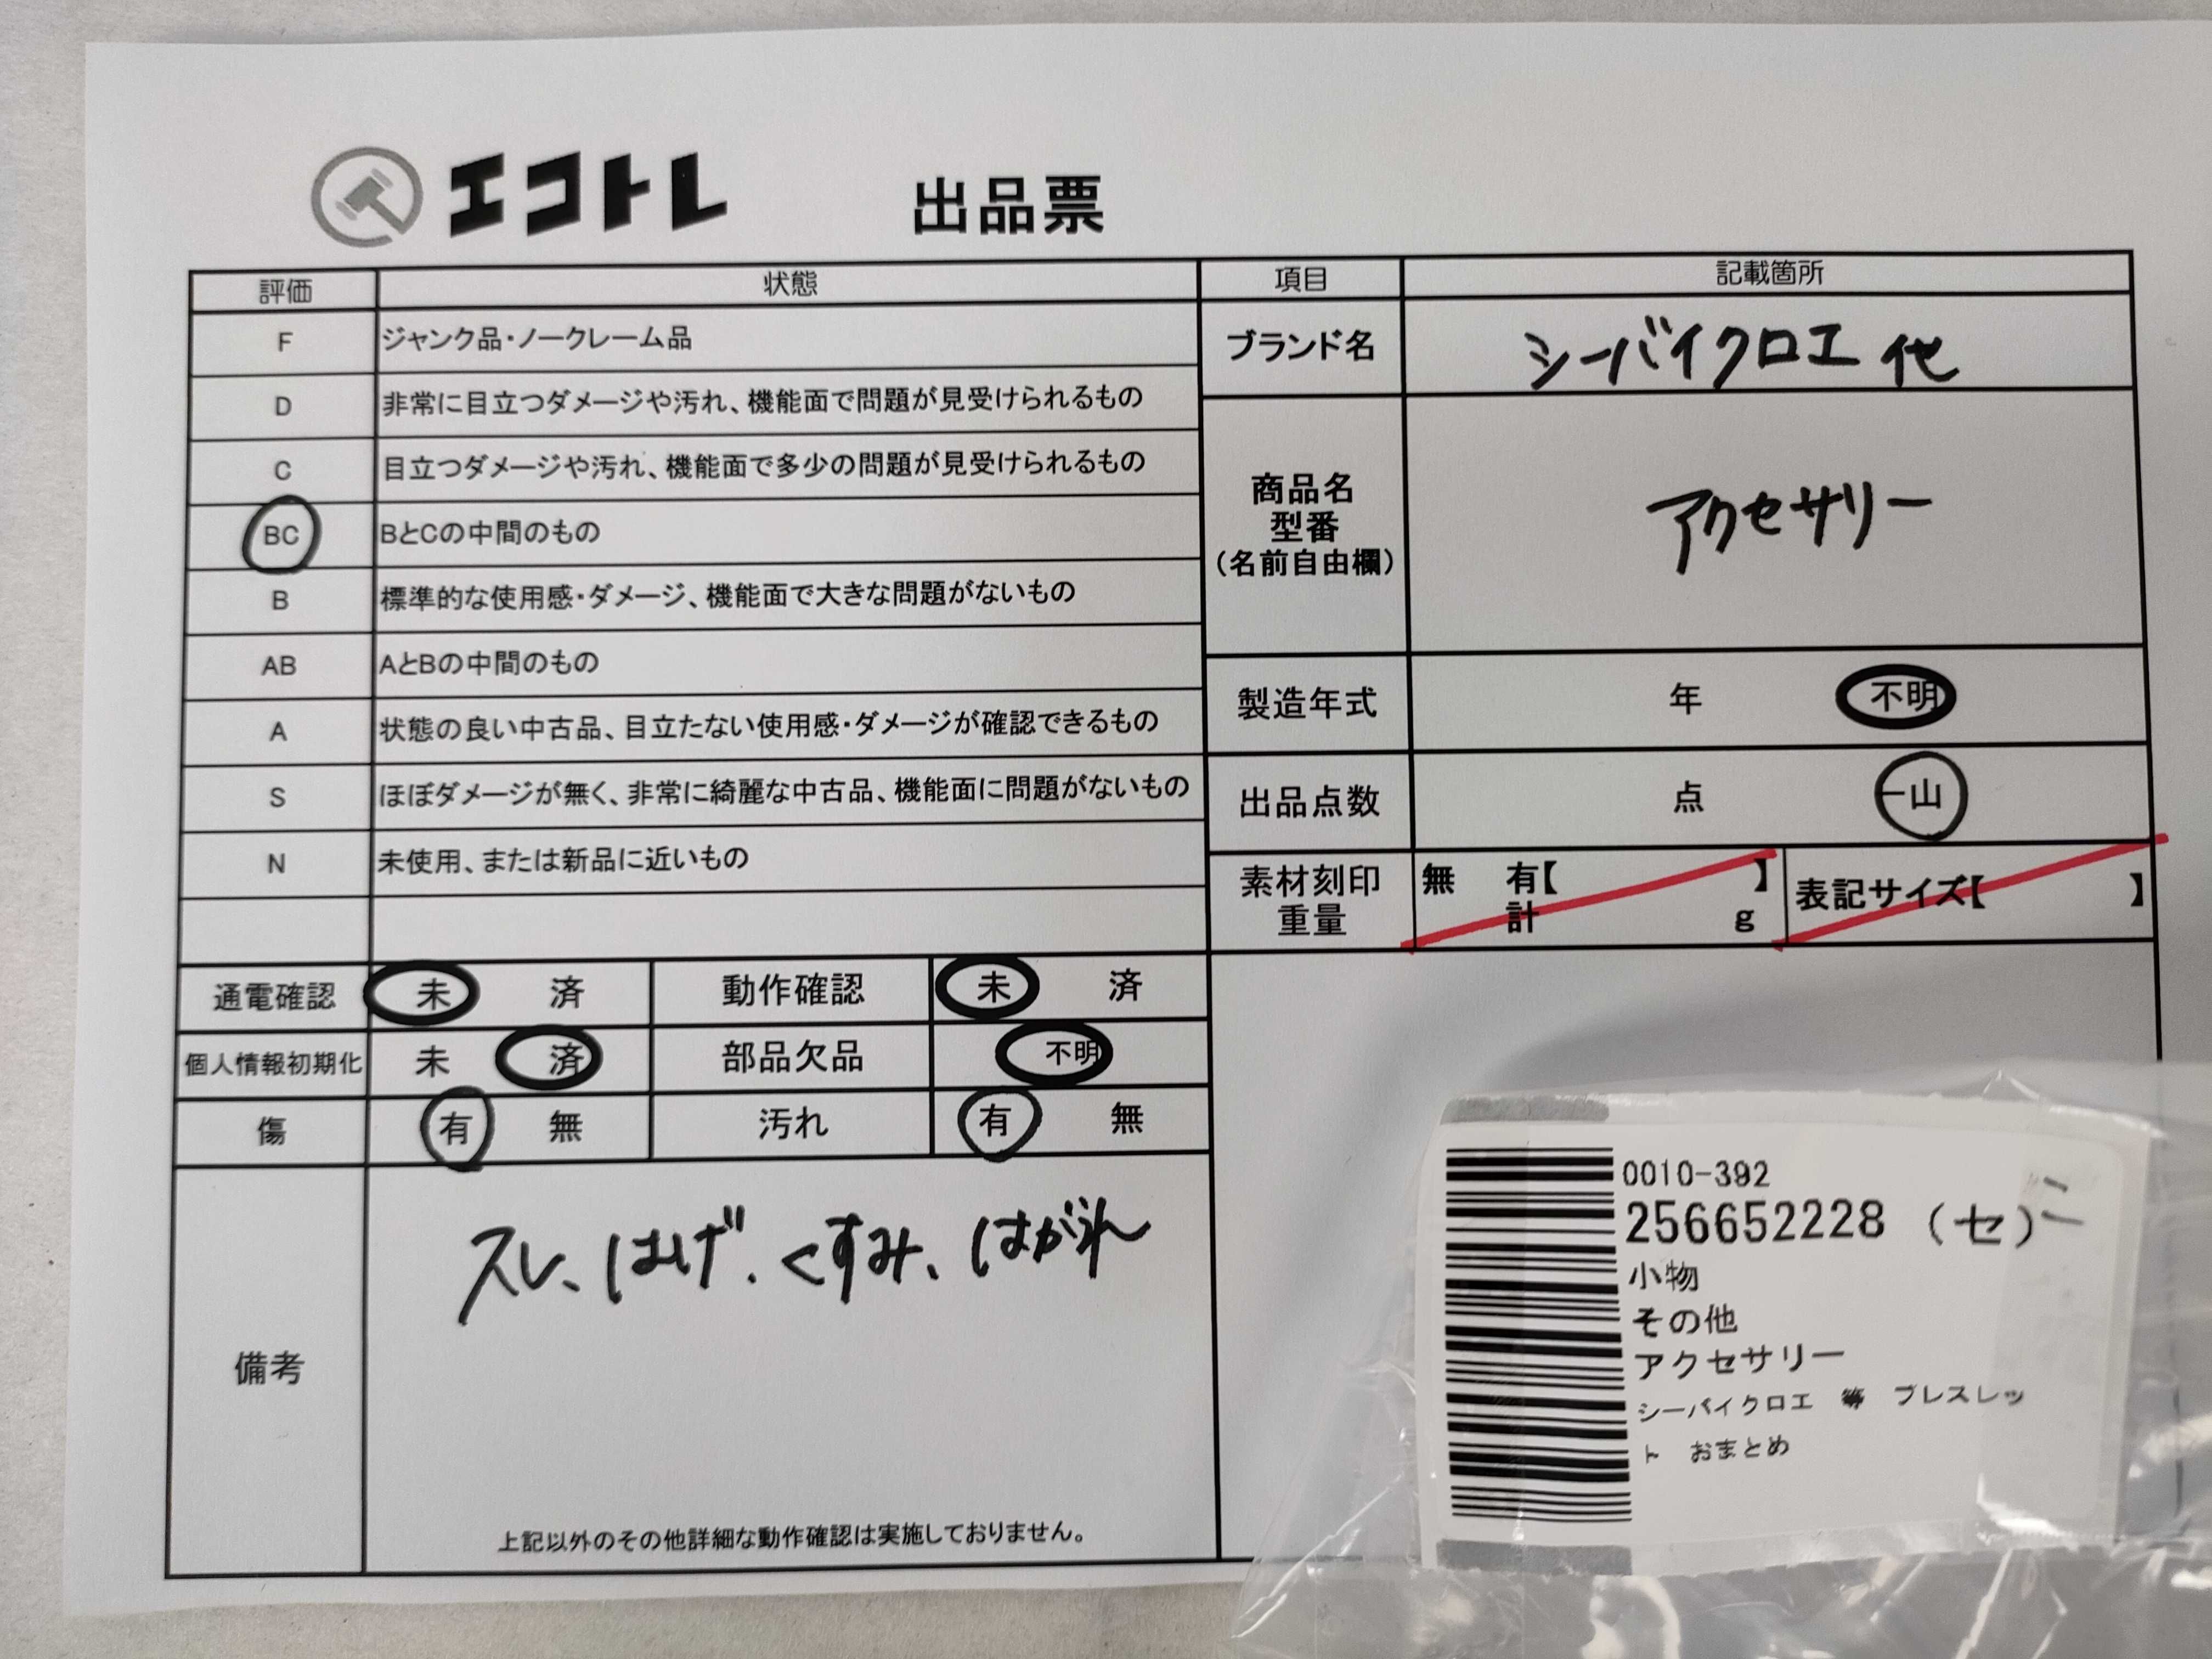 エコトレ 出品票
評価 状態
F ジャンク品・ノークレーム品
D 非常に目立つダメージや汚れ、機能面で問題が見受けられるもの
C 目立つダメージや汚れ、機能面で多少の問題が見受けられるもの
BC BとCの中間のもの
B 標準的な使用感・ダメージ、機能面で大きな問題がないもの
AB AとBの中間のもの
A 状態の良い中古品、目立たない使用感・ダメージが確認できるもの
S ほぼダメージが無く、非常に綺麗な中古品、機能面に問題がないもの
N 未使用、または新品に近いもの
項目 記載箇所
ブランド名 シーバイクロエ 他
商品名
型番
(名前自由欄)
アクセサリー
製造年式 年 不明
出品点数 点 一山
素材刻印 無 有【 】
重量 計 g
表記サイズ【 】
通電確認 未 済 動作確認 未 済
個人情報初期化 未 済 部品欠品 不明
傷 有 無 汚れ 有 無
備考
スレ、はげ、くすみ、はがれ
上記以外のその他詳細な動作確認は実施しておりません。
0010-392
256652228 (セ)ニ
小物
その他
アクセサリー
シーバイクロエ 等 ブレスレッ
ト おまとめ